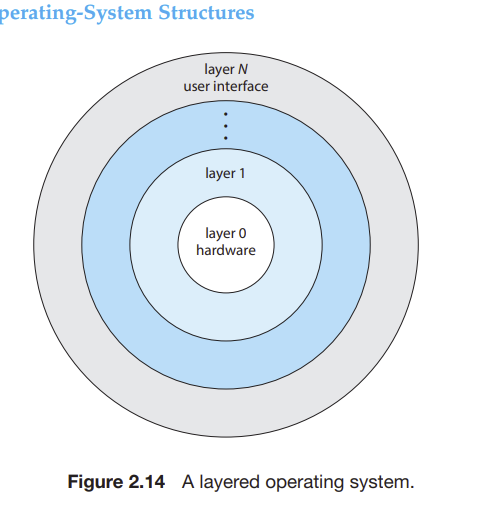 perating-System Structures
layer N
user interface
layer 1
layer 0
hardware
Figure 2.14 A layered operating system.